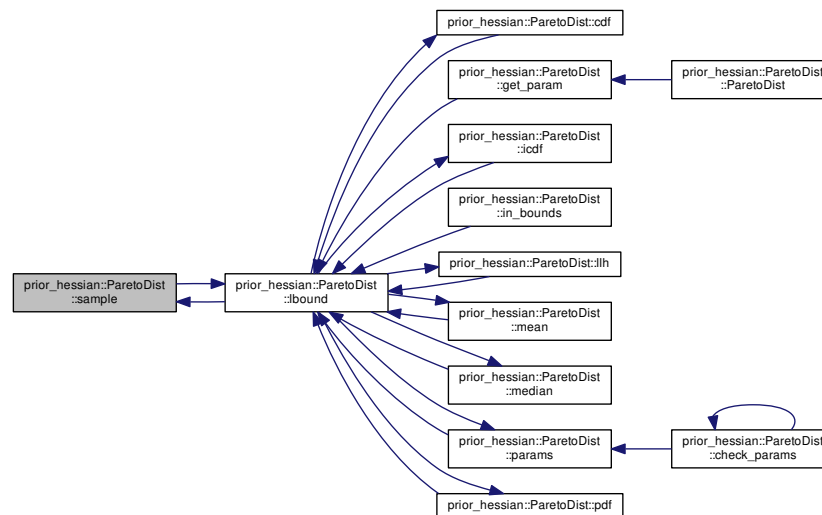 prior_hessian::ParetoDist::cdf
prior_hessian::ParetoDist
::get_param
prior_hessian::ParetoDist
::ParetoDist
prior_hessian::ParetoDist
::icdf
prior_hessian::ParetoDist
::in_bounds
prior_hessian::ParetoDist::llh
prior_hessian::ParetoDist
::sample
prior_hessian::ParetoDist
::lbound
prior_hessian::ParetoDist
::mean
prior_hessian::ParetoDist
::median
prior_hessian::ParetoDist
::params
prior_hessian::ParetoDist
::check_params
prior_hessian::ParetoDist::pdf